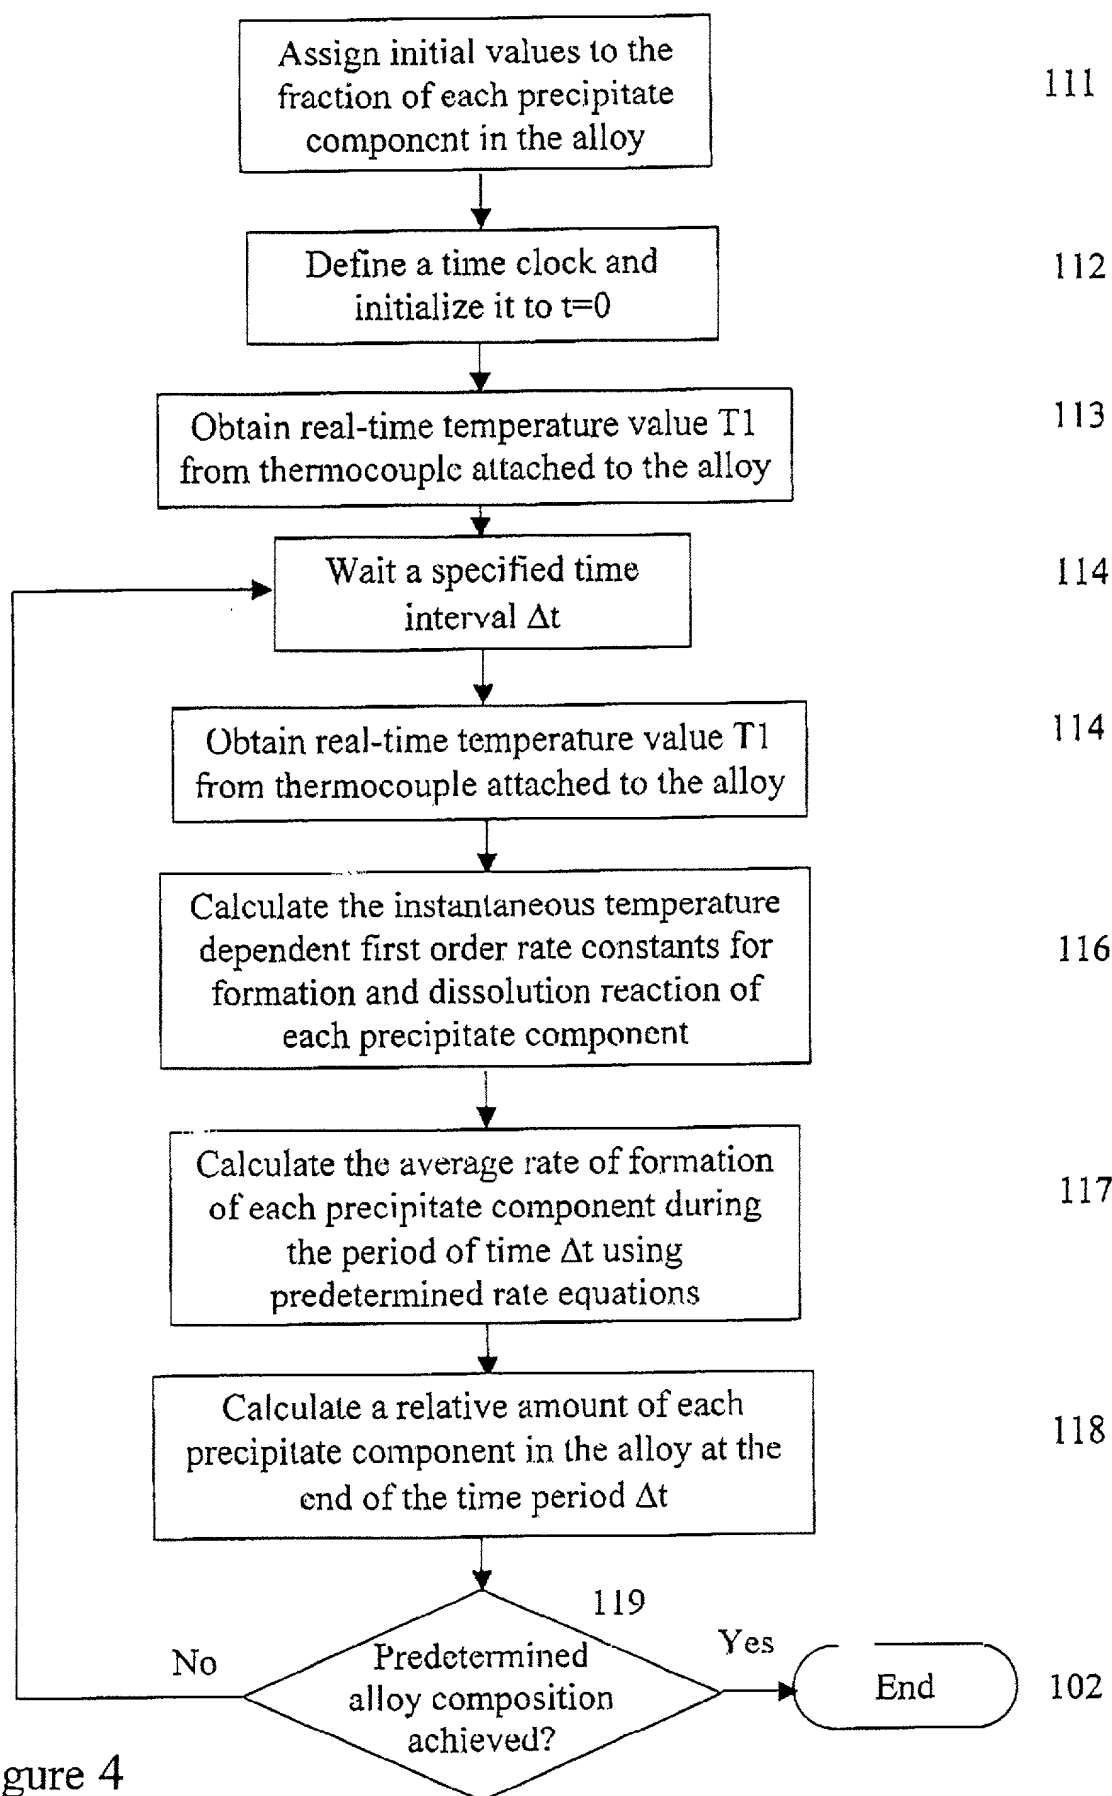 Assign initial values to the
fraction of each precipitate
component in the alloy
111
Define a time clock and
initialize it to t=0
112
Obtain real-time temperature value T1
from thermocouple attached to the alloy
113
Wait a specified time
interval Δt
114
Obtain real-time temperature value T1
from thermocouple attached to the alloy
114
Calculate the instantaneous temperature
dependent first order rate constants for
formation and dissolution reaction of
each precipitate component
116
Calculate the average rate of formation
of each precipitate component during
the period of time Δt using
predetermined rate equations
117
Calculate a relative amount of each
precipitate component in the alloy at the
end of the time period Δt
118
119
Predetermined
alloy composition
achieved?
No
Yes
End
102
gure 4